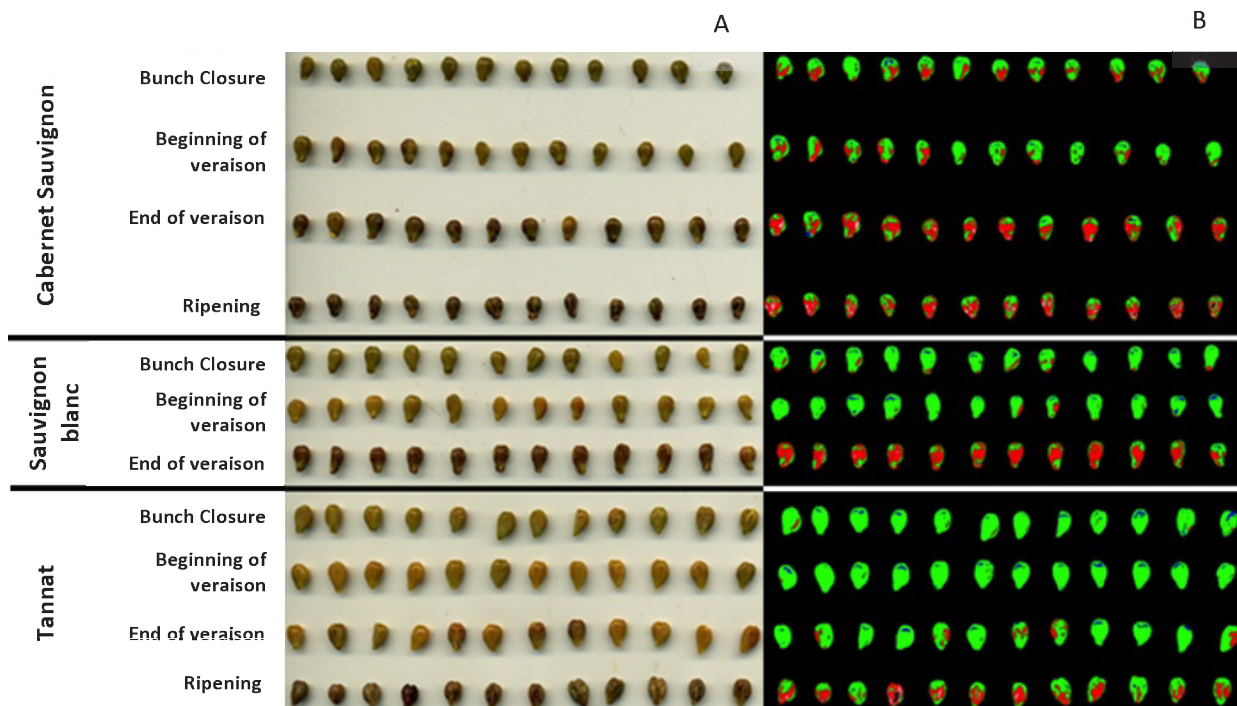 A
B
Cabernet Sauvignon
Bunch Closure
Beginning of
veraison
End of veraison
Ripening
Sauvignon
blanc
Bunch Closure
Beginning of
veraison
End of veraison
Tannat
Bunch Closure
Beginning of
veraison
End of veraison
Ripening